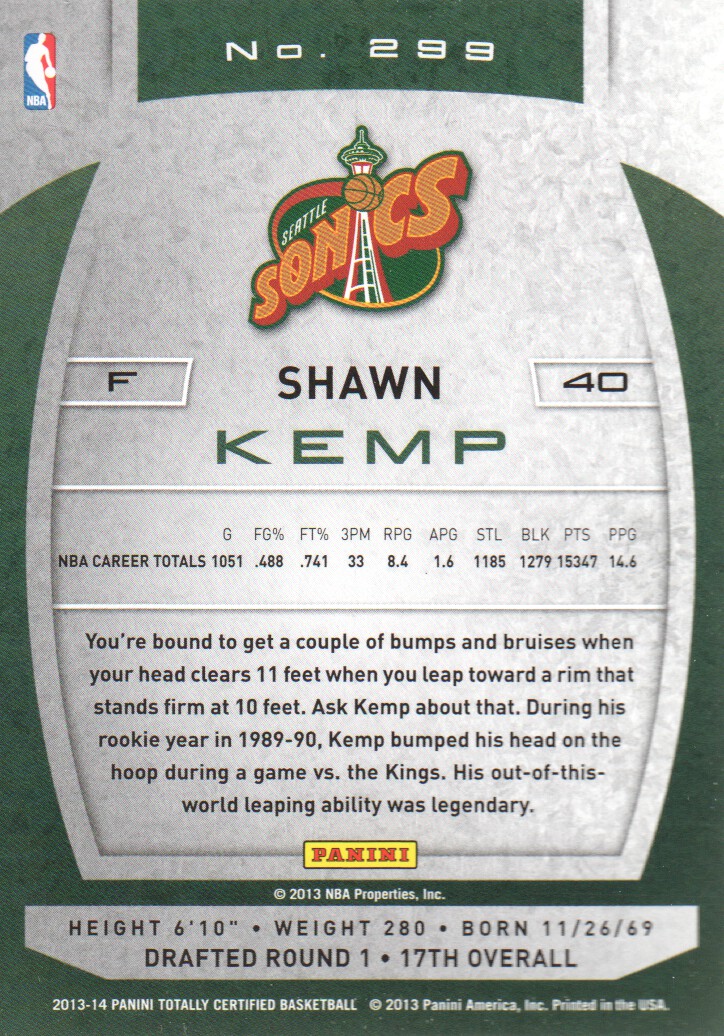 No. 299
NBA
SEATTLE
SONICS
F SHAWN 40
KEMP
G FG% FT% 3PM RPG APG STL BLK PTS PPG
NBA CAREER TOTALS 1051 .488 .741 33 8.4 1.6 1185 1279 15347 14.6
You're bound to get a couple of bumps and bruises when
your head clears 11 feet when you leap toward a rim that
stands firm at 10 feet. Ask Kemp about that. During his
rookie year in 1989-90, Kemp bumped his head on the
hoop during a game vs. the Kings. His out-of-this-
world leaping ability was legendary.
PANINI
© 2013 NBA Properties, Inc.
HEIGHT 6'10" • WEIGHT 280 • BORN 11/26/69
DRAFTED ROUND 1 • 17TH OVERALL
2013-14 PANINI TOTALLY CERTIFIED BASKETBALL © 2013 Panini America, Inc. Printed in the USA.